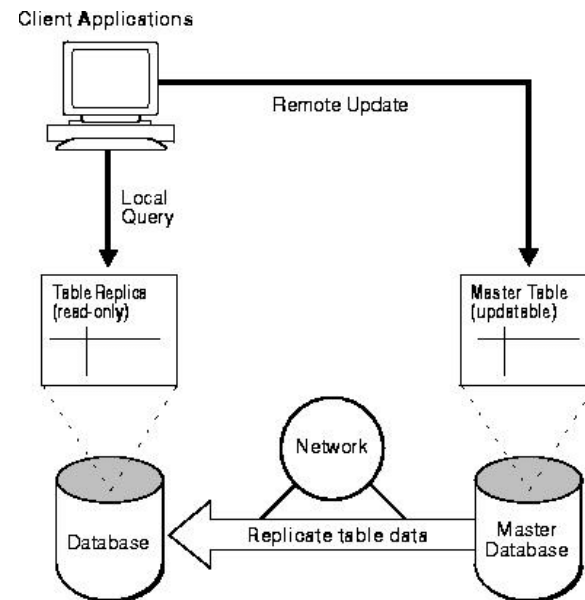 Client Applications
Remote Update
Local
Query
Table Replica
(read-only)
Master Table
(updatable)
Network
Replicate table data
Database
Master
Database